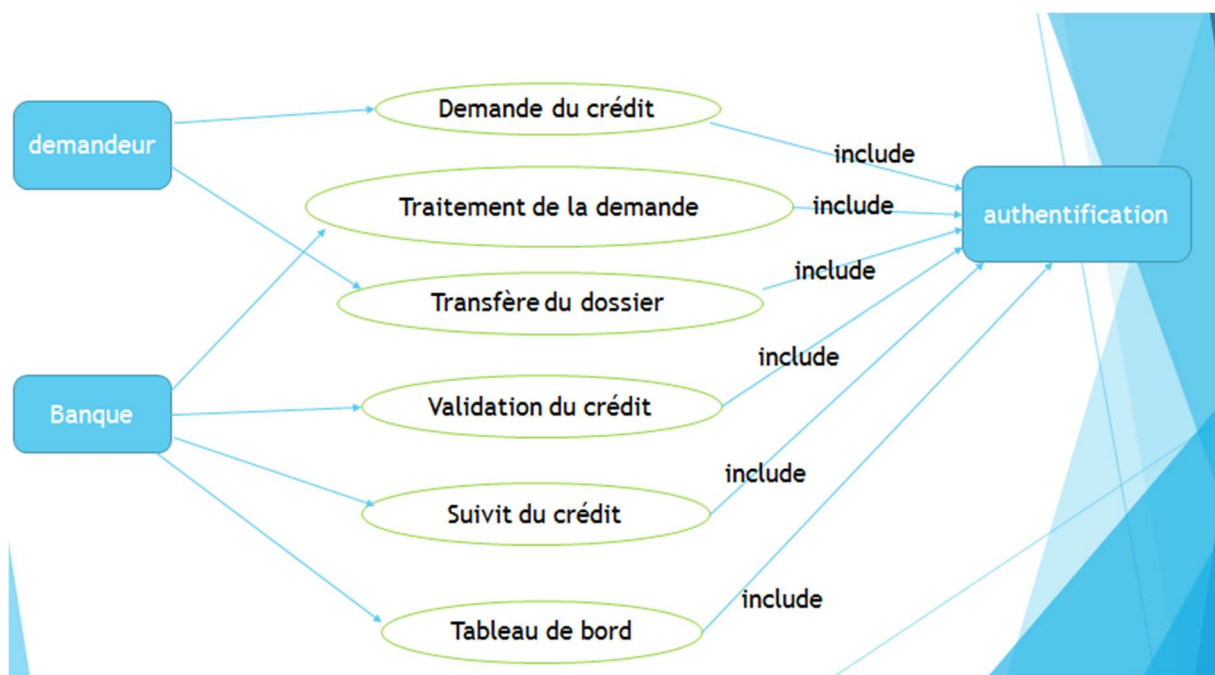 demandeur
Demande du crédit
include
Traitement de la demande
include
authentification
Transfère du dossier
include
Banque
Validation du crédit
include
Suivit du crédit
include
Tableau de bord
include